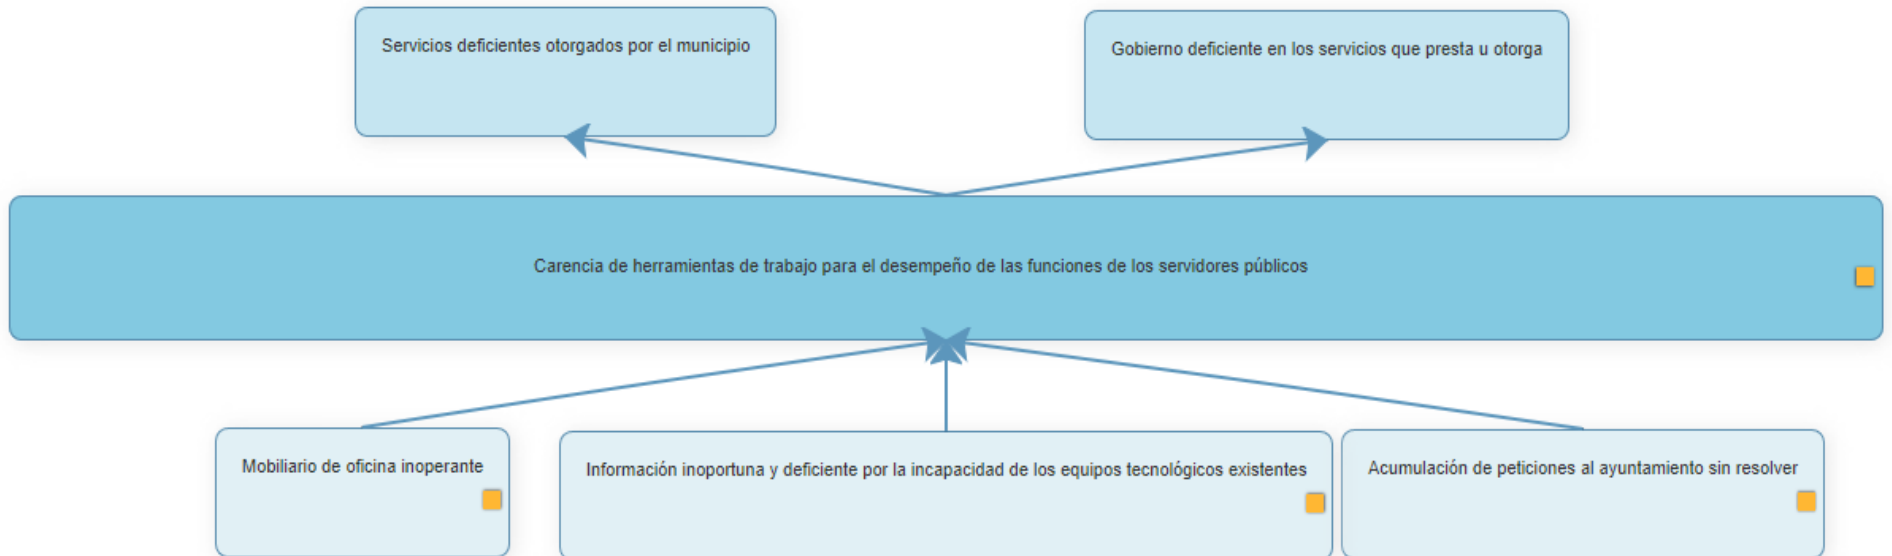 Servicios deficientes otorgados por el municipio
Gobierno deficiente en los servicios que presta u otorga
Carencia de herramientas de trabajo para el desempeño de las funciones de los servidores públicos
Mobiliario de oficina inoperante
Información inoportuna y deficiente por la incapacidad de los equipos tecnológicos existentes
Acumulación de peticiones al ayuntamiento sin resolver